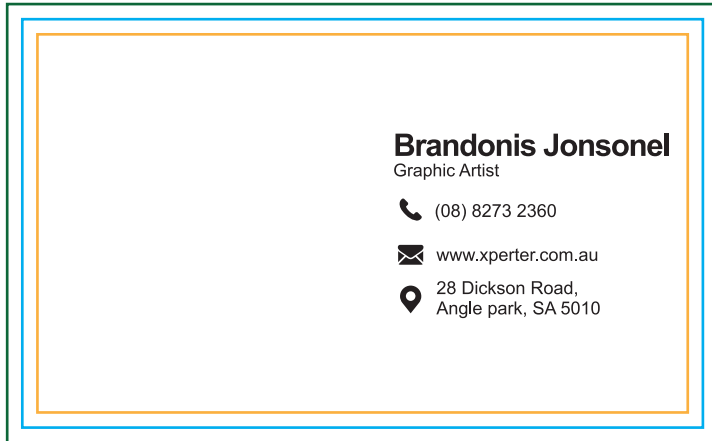 Brandonis Jonsonel
Graphic Artist
(08) 8273 2360
www.xperter.com.au
28 Dickson Road,
Angle park, SA 5010